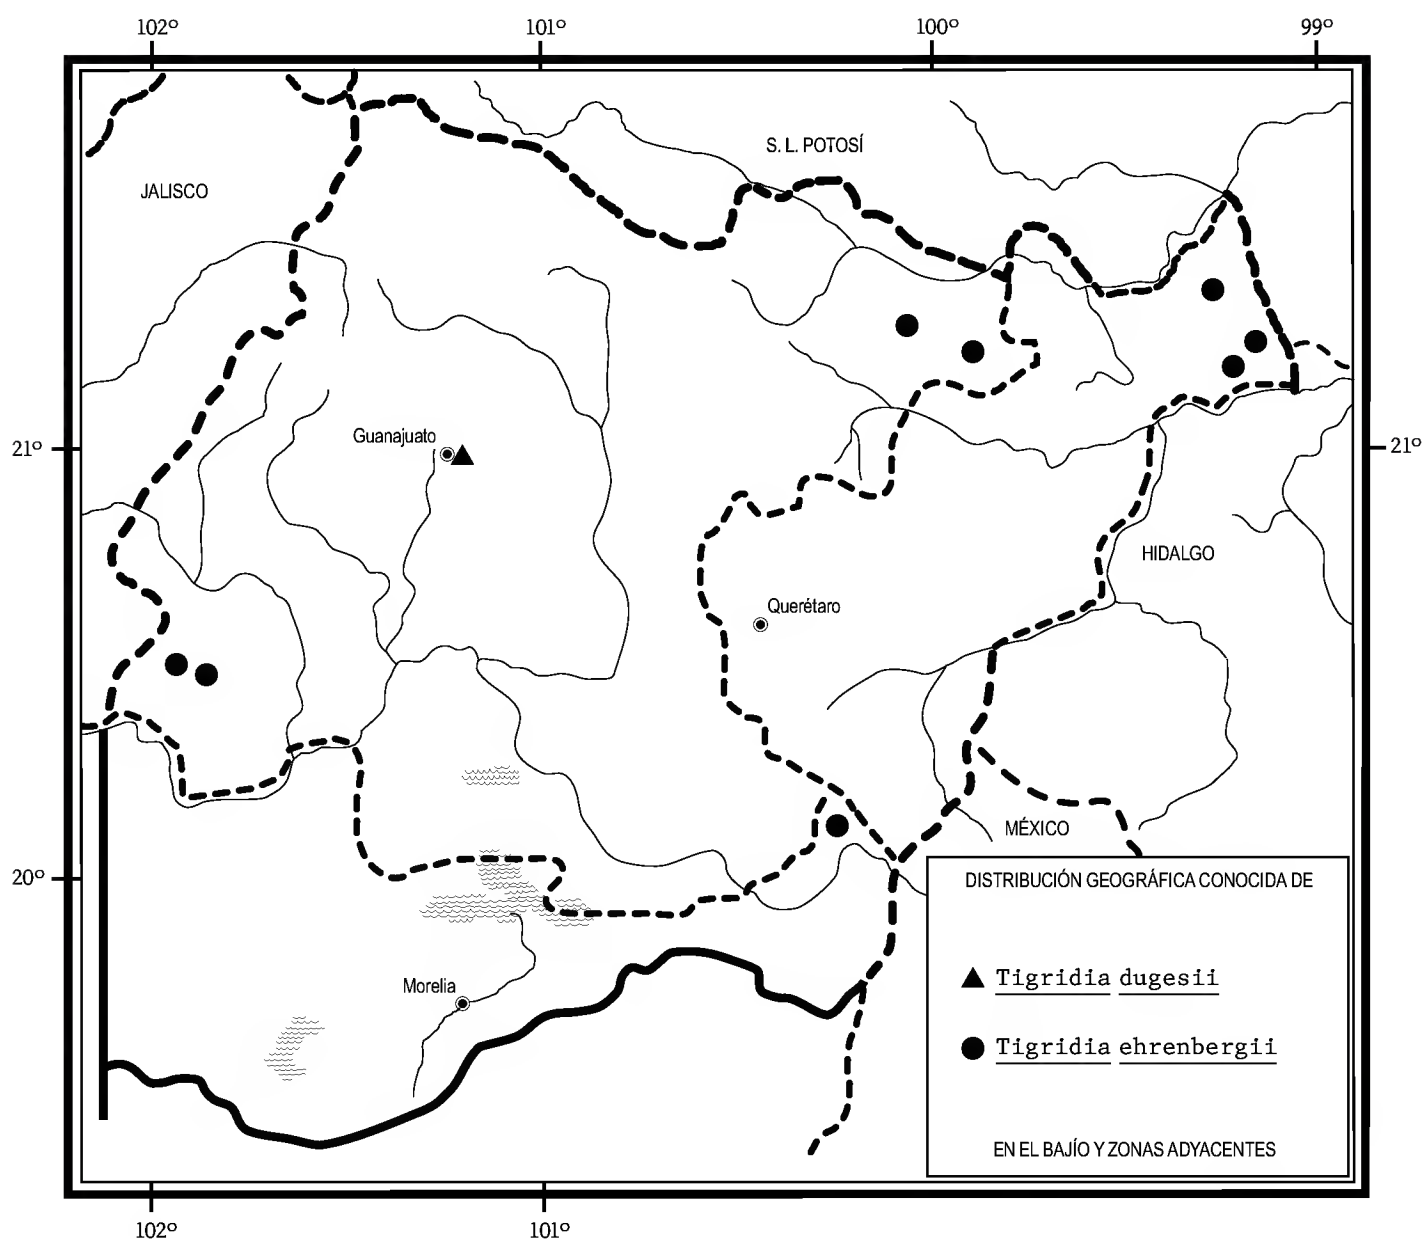 102º 101º 100º 99º
S. L. POTOSÍ
JALISCO
Guanajuato
21º 21º
HIDALGO
Querétaro
MÉXICO
20º
DISTRIBUCIÓN GEOGRÁFICA CONOCIDA DE
Tigridia dugesii
Morelia
Tigridia ehrenbergii
EN EL BAJÍO Y ZONAS ADYACENTES
102º 101º